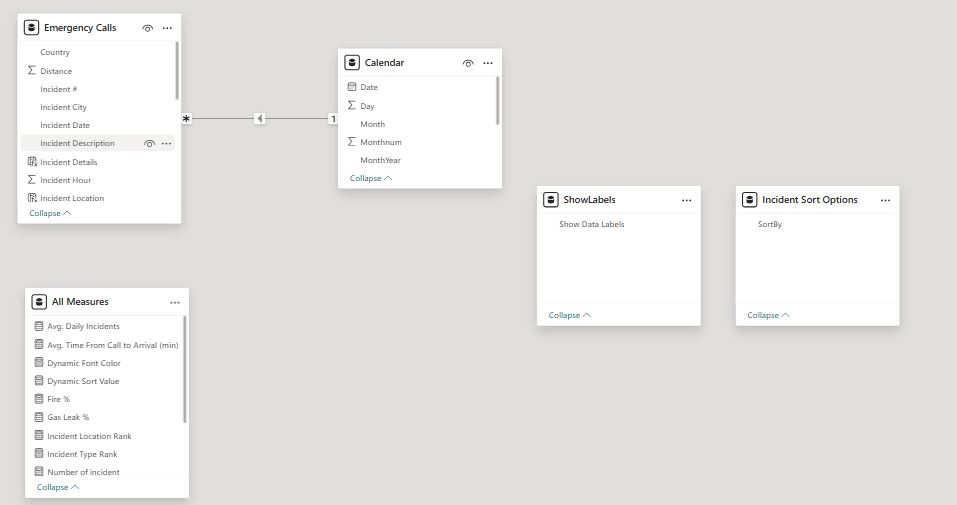 Emergency Calls
Country
Distance
Incident #
Incident City
Incident Date
Incident Description
Incident Details
Incident Hour
Incident Location
Collapse
*
1
Calendar
Date
Day
Month
Monthnum
MonthYear
Collapse
ShowLabels
Show Data Labels
Collapse
Incident Sort Options
SortBy
Collapse
All Measures
Avg. Daily Incidents
Avg. Time From Call to Arrival (min)
Dynamic Font Color
Dynamic Sort Value
Fire %
Gas Leak %
Incident Location Rank
Incident Type Rank
Number of incident
Collapse